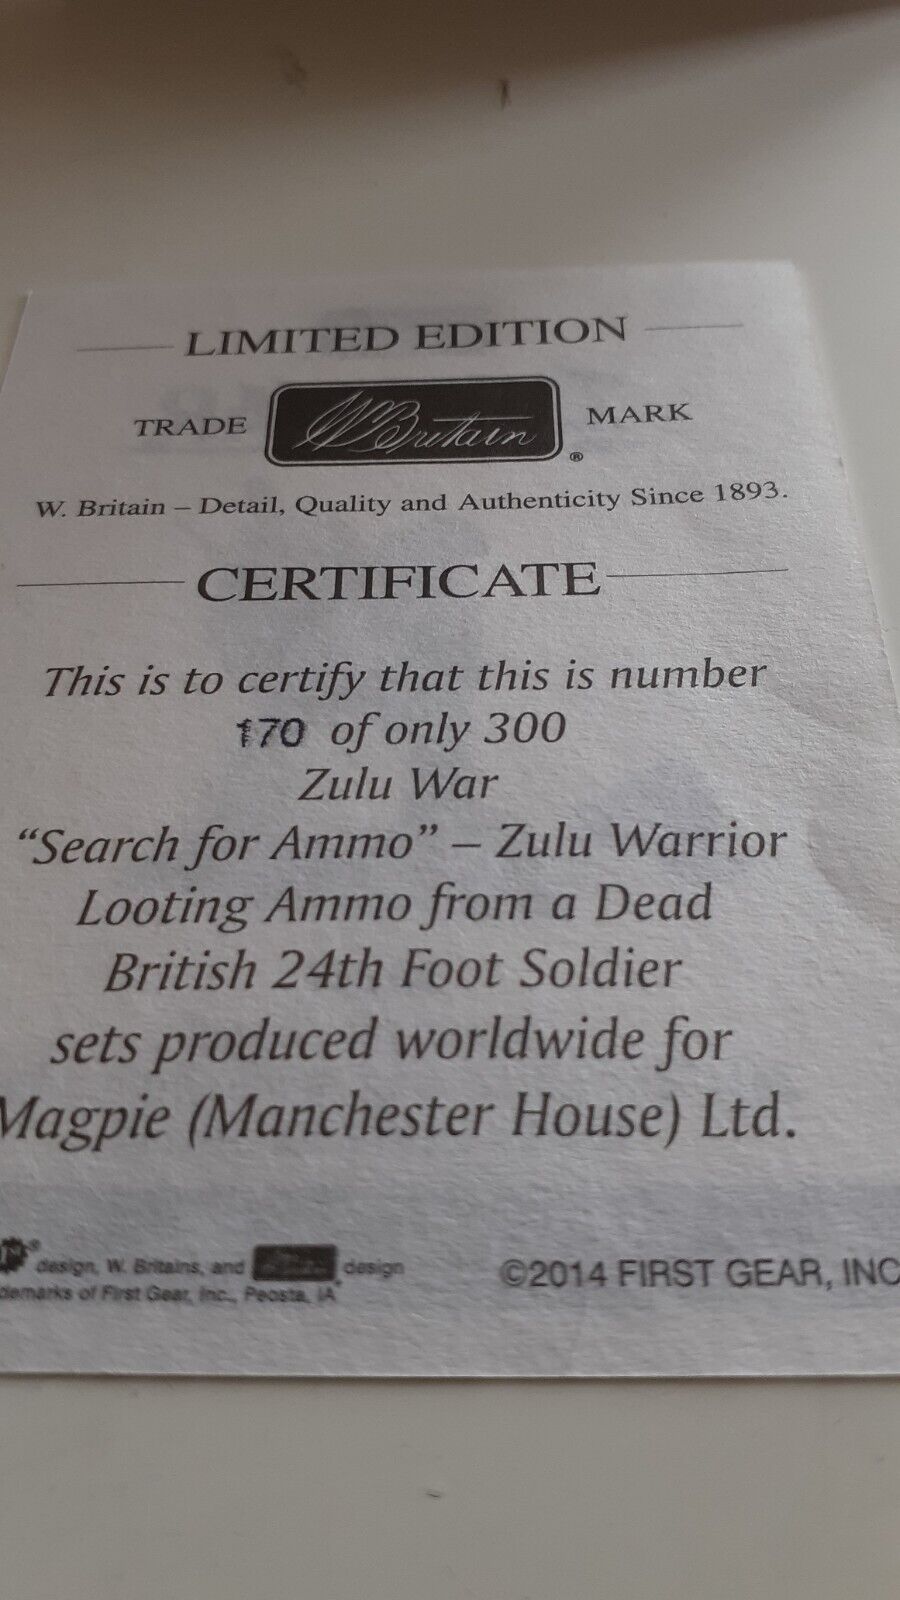 LIMITED EDITION
TRADE WBritain ® MARK
W. Britain – Detail, Quality and Authenticity Since 1893.
CERTIFICATE
This is to certify that this is number
170 of only 300
Zulu War
“Search for Ammo” – Zulu Warrior
Looting Ammo from a Dead
British 24th Foot Soldier
sets produced worldwide for
Magpie (Manchester House) Ltd.
design, W. Britains, and design
demarks of First Gear, Inc., Peosta, IA
©2014 FIRST GEAR, INC